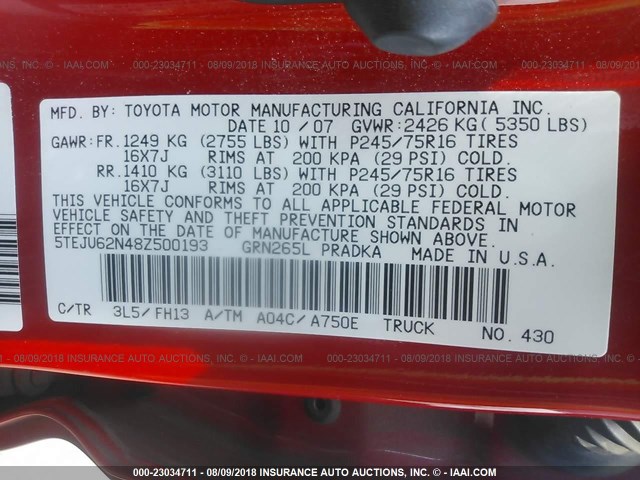 000-23034711 - 08/09/2018 INSURANCE AUTO AUCTIONS, INC. - IAAI.COM
MFD. BY: TOYOTA MOTOR MANUFACTURING CALIFORNIA INC.
DATE 10 / 07 GVWR:2426 KG( 5350 LBS)
GAWR:FR.1249 KG (2755 LBS) WITH P245/75R16 TIRES
16X7J RIMS AT 200 KPA (29 PSI) COLD.
RR.1410 KG (3110 LBS) WITH P245/75R16 TIRES
16X7J RIMS AT 200 KPA (29 PSI) COLD.
THIS VEHICLE CONFORMS TO ALL APPLICABLE FEDERAL MOTOR
VEHICLE SAFETY AND THEFT PREVENTION STANDARDS IN
EFFECT ON THE DATE OF MANUFACTURE SHOWN ABOVE.
5TEJU62N48Z500193 GRN265L PRADKA MADE IN U.S.A.
C/TR 3L5/FH13 A/TM A04C/A750E TRUCK NO. 430
000-23034711 - 08/09/2018 INSURANCE AUTO AUCTIONS, INC. - IAAI.COM
000-23034711 - 08/09/2018 INSURANCE AUTO AUCTIONS, INC. - IAAI.COM